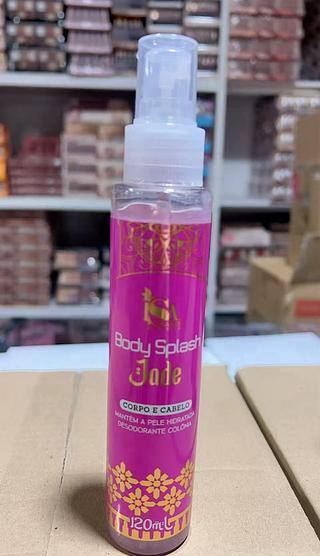 Body Splash
Jade
CORPO E CABELO
MANTÉM A PELE HIDRATADA
DESODORANTE COLÔNIA
120ml